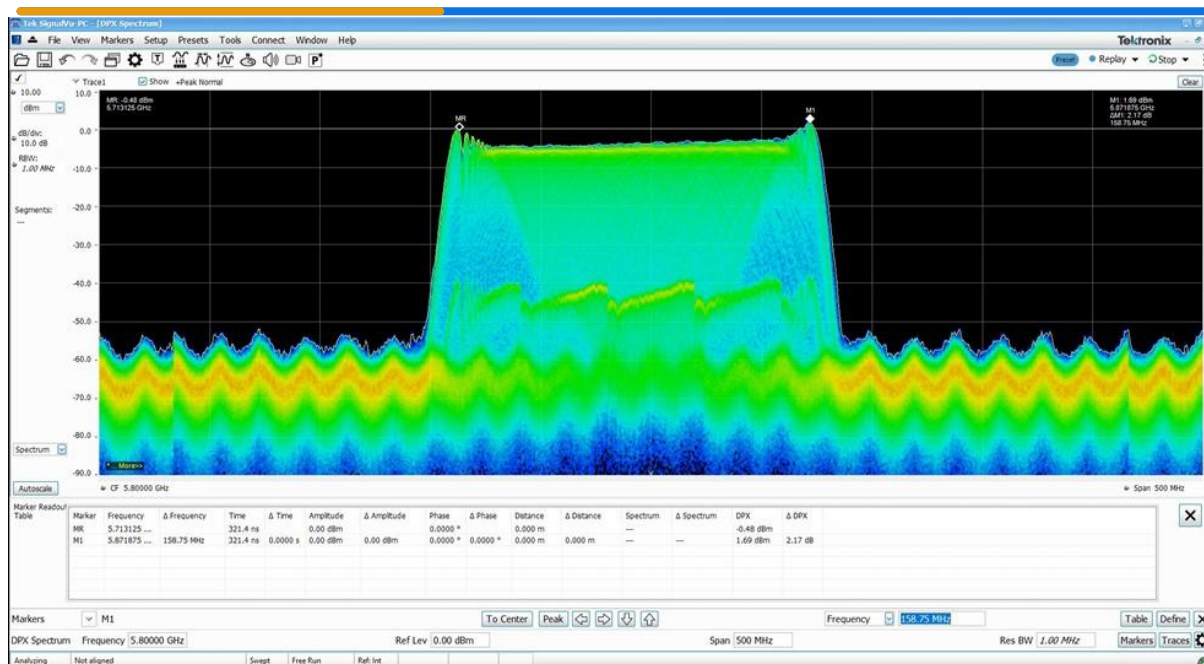 Tek SignalVu-PC - [DPX Spectrum]
File View Markers Setup Presets Tools Connect Window Help
Tektronix
Preset Replay Stop
Trace1 Show +Peak Normal Clear
10.00
dBm
dB/div:
10.0 dB
RBW:
1.00 MHz
Segments:
---
Spectrum
Autoscale
10.0
0.0
-10.0
-20.0
-30.0
-40.0
-50.0
-60.0
-70.0
-80.0
-90.0
MR: -0.48 dBm
5.713125 GHz
MR
M1
M1: 1.69 dBm
5.871875 GHz
ΔM1: 2.17 dB
158.75 MHz
*... More>>
CF 5.80000 GHz Span 500 MHz
Marker Readout
Table
Marker Frequency Δ Frequency Time Δ Time Amplitude Δ Amplitude Phase Δ Phase Distance Δ Distance Spectrum Δ Spectrum DPX Δ DPX
MR 5.713125 ... 321.4 ns 0.00 dBm 0.0000 ° 0.000 m --- -0.48 dBm
M1 5.871875 ... 158.75 MHz 321.4 ns 0.0000 s 0.00 dBm 0.00 dBm 0.0000 ° 0.0000 ° 0.000 m 0.000 m --- --- 1.69 dBm 2.17 dB
Markers M1 To Center Peak Frequency 158.75 MHz Table Define
DPX Spectrum Frequency 5.80000 GHz Ref Lev 0.00 dBm Span 500 MHz Res BW 1.00 MHz Markers Traces
Analyzing Not aligned Swept Free Run Ref: Int